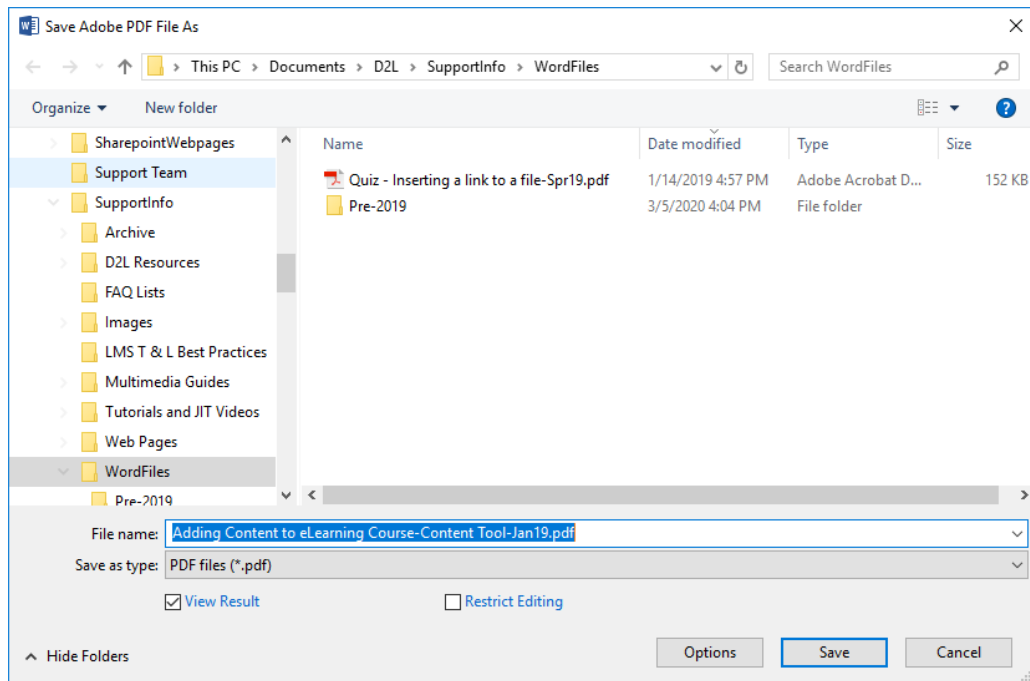 Save Adobe PDF File As
This PC > Documents > D2L > SupportInfo > WordFiles
Search WordFiles
Organize
New folder
SharepointWebpages
Support Team
SupportInfo
Archive
D2L Resources
FAQ Lists
Images
LMS T & L Best Practices
Multimedia Guides
Tutorials and JIT Videos
Web Pages
WordFiles
Pre-2019
Name Date modified Type Size
Quiz - Inserting a link to a file-Spr19.pdf 1/14/2019 4:57 PM Adobe Acrobat D... 152 KB
Pre-2019 3/5/2020 4:04 PM File folder
File name: Adding Content to eLearning Course-Content Tool-Jan19.pdf
Save as type: PDF files (*.pdf)
View Result Restrict Editing
Hide Folders Options Save Cancel